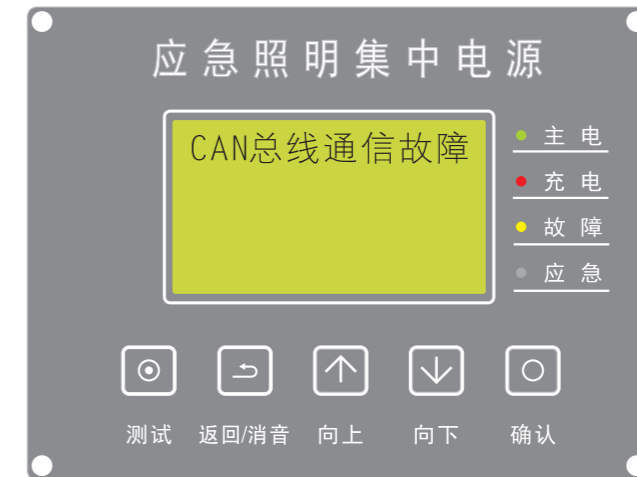 应急照明集中电源
CAN总线通信故障
主电
充电
故障
应急
测试 返回/消音 向上 向下 确认